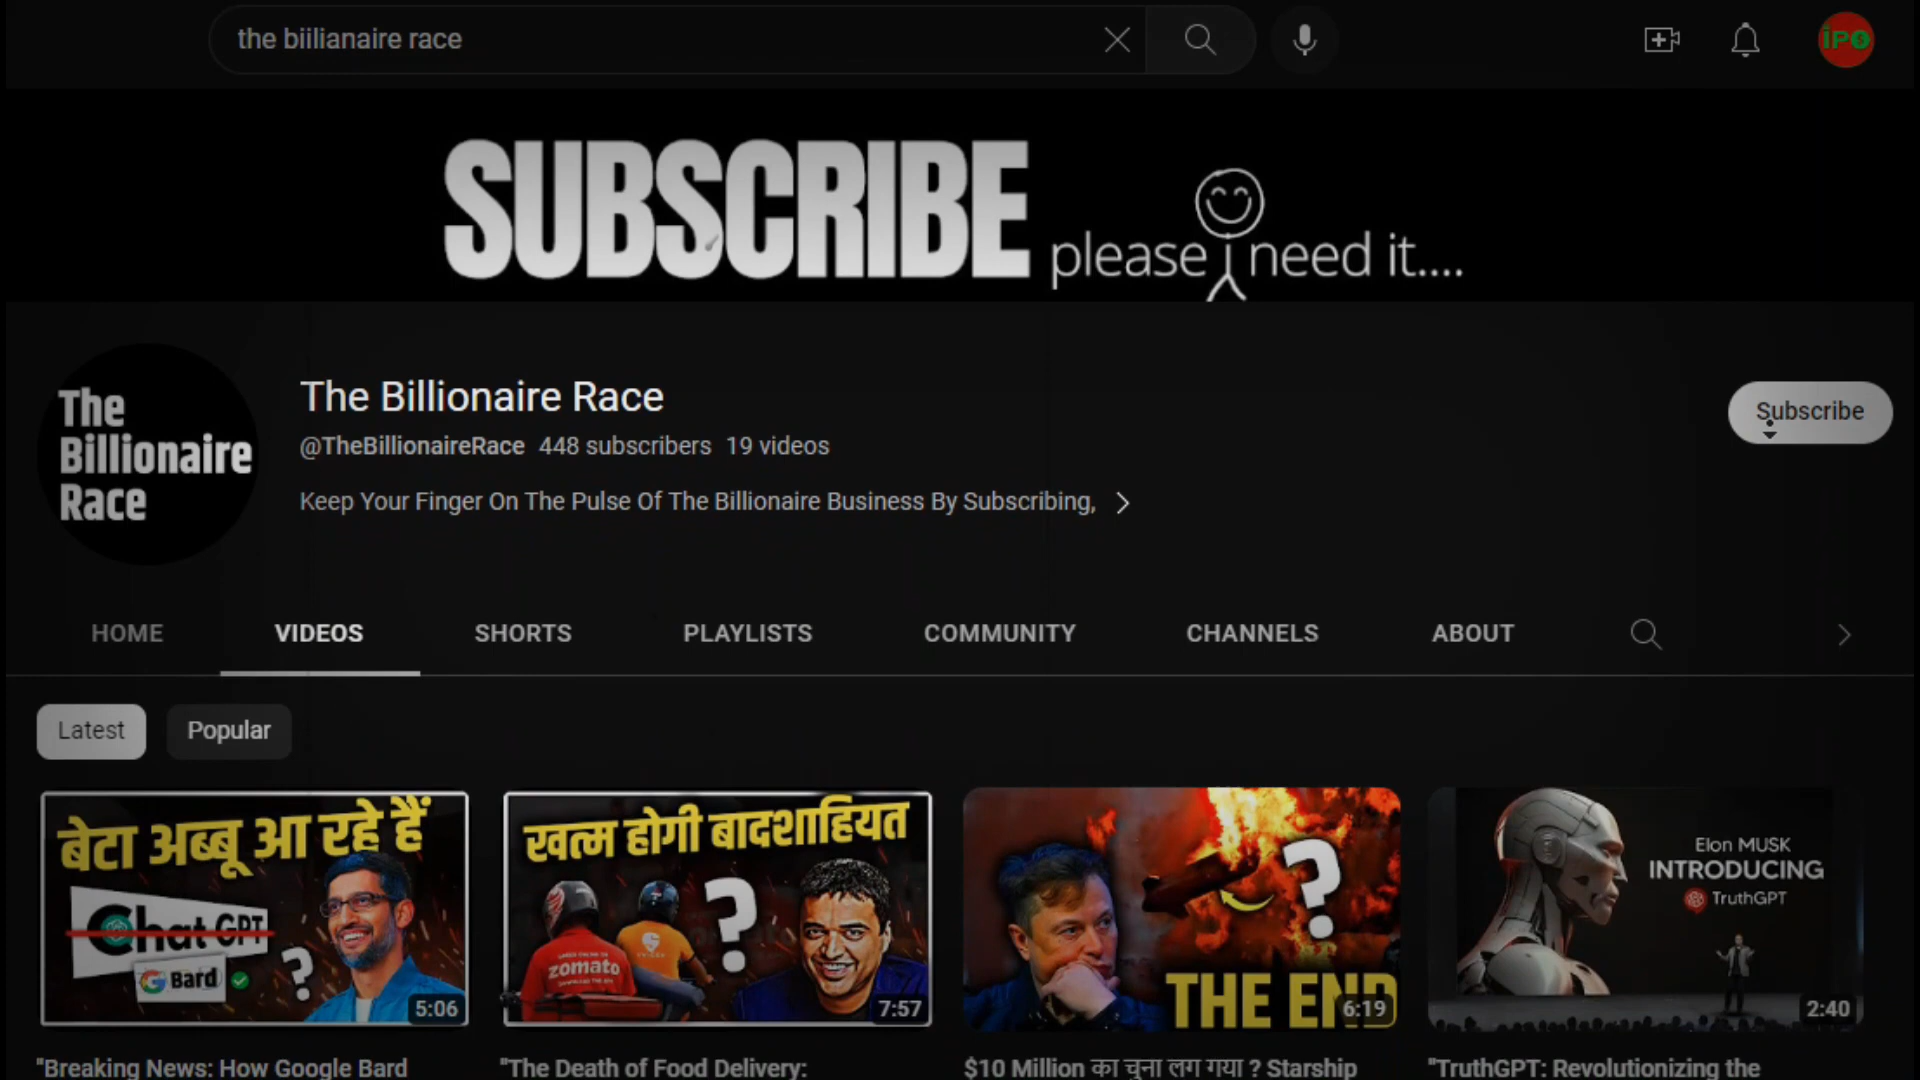 the biilianaire race
iPO
SUBSCRIBE
please i need it....
The
Billionaire
Race
The Billionaire Race
@TheBillionaireRace 448 subscribers 19 videos
Keep Your Finger On The Pulse Of The Billionaire Business By Subscribing,
Subscribe
HOME VIDEOS SHORTS PLAYLISTS COMMUNITY CHANNELS ABOUT
Latest Popular
बेटा अब्बू आ रहे हैं
Chat GPT
Bard
?
5:06
खत्म होगी बादशाहियत
?
zomato
7:57
?
THE END
6:19
Elon MUSK
INTRODUCING
TruthGPT
2:40
"Breaking News: How Google Bard
"The Death of Food Delivery:
$10 Million का चुना लग गया ? Starship
"TruthGPT: Revolutionizing the